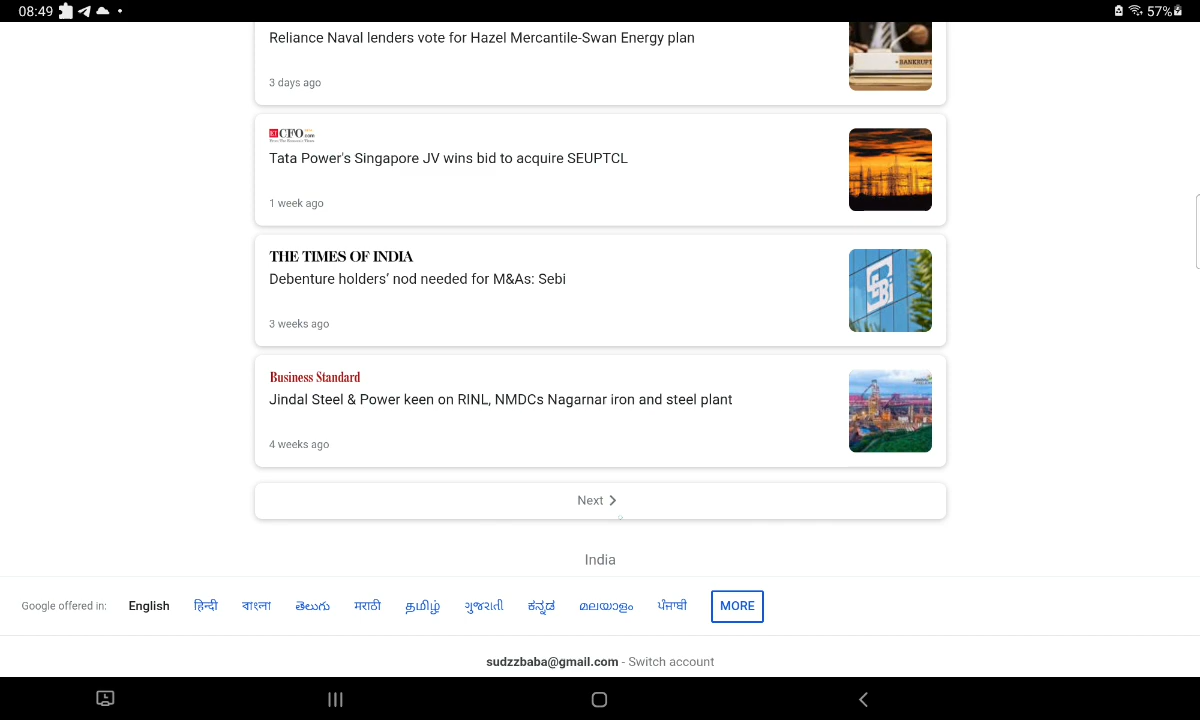 08:49
57%
Reliance Naval lenders vote for Hazel Mercantile-Swan Energy plan
BANKRUPT
3 days ago
ET CFO.com
Tata Power's Singapore JV wins bid to acquire SEUPTCL
1 week ago
THE TIMES OF INDIA
Debenture holders’ nod needed for M&As: Sebi
SEBI
3 weeks ago
Business Standard
Jindal Steel & Power keen on RINL, NMDCs Nagarnar iron and steel plant
4 weeks ago
Next
India
Google offered in: English हिन्दी বাংলা తెలుగు मराठी தமிழ் ગુજરાતી ಕನ್ನಡ മലയാളം ਪੰਜਾਬੀ MORE
sudzzbaba@gmail.com - Switch account